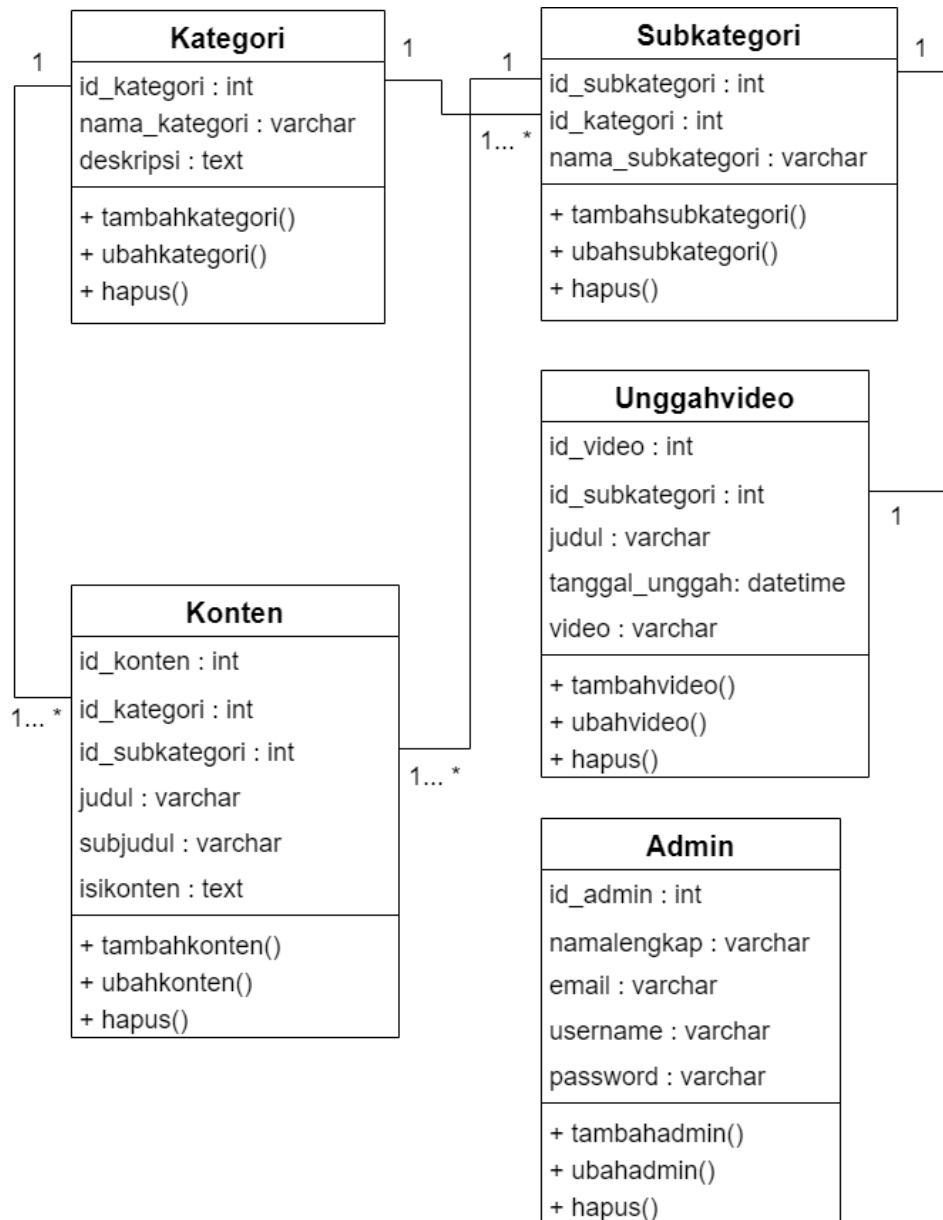 Kategori
id_kategori : int
nama_kategori : varchar
deskripsi : text
+ tambahkategori()
+ ubahkategori()
+ hapus()
1
1
1
1
1... *
Subkategori
id_subkategori : int
id_kategori : int
nama_subkategori : varchar
+ tambahsubkategori()
+ ubahsubkategori()
+ hapus()
Unggahvideo
id_video : int
id_subkategori : int
judul : varchar
tanggal_unggah: datetime
video : varchar
+ tambahvideo()
+ ubahvideo()
+ hapus()
1
Konten
id_konten : int
id_kategori : int
id_subkategori : int
judul : varchar
subjudul : varchar
isikonten : text
+ tambahkonten()
+ ubahkonten()
+ hapus()
1... *
1... *
Admin
id_admin : int
namalengkap : varchar
email : varchar
username : varchar
password : varchar
+ tambahadmin()
+ ubahadmin()
+ hapus()